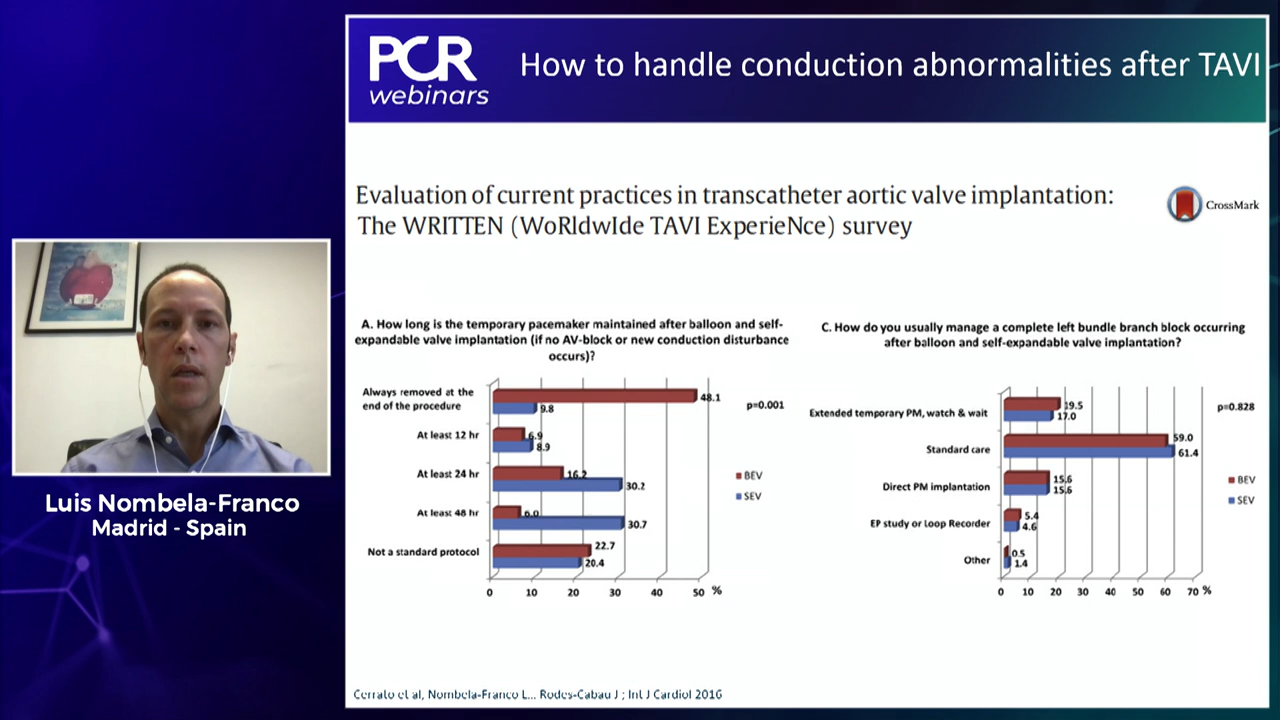 PCR
webinars
How to handle conduction abnormalities after TAVI
Evaluation of current practices in transcatheter aortic valve implantation:
The WRITTEN (WoRldwIde TAVI ExperieNce) survey
CrossMark
A. How long is the temporary pacemaker maintained after balloon and self-
expandable valve implantation (if no AV-block or new conduction disturbance
occurs)?
Always removed at the
end of the procedure
48.1
9.8
p=0.001
At least 12 hr
6.9
8.9
At least 24 hr
16.2
30.2
At least 48 hr
6.0
30.7
Not a standard protocol
22.7
20.4
BEV
SEV
0 10 20 30 40 50 %
C. How do you usually manage a complete left bundle branch block occurring
after balloon and self-expandable valve implantation?
Extended temporary PM, watch & wait
19.5
17.0
p=0.828
Standard care
59.0
61.4
Direct PM implantation
15.6
15.6
EP study or Loop Recorder
5.4
4.6
Other
0.5
1.4
BEV
SEV
0 10 20 30 40 50 60 70 %
Luis Nombela-Franco
Madrid - Spain
Cerrato et al, Nombela-Franco L... Rodes-Cabau J ; Int J Cardiol 2016